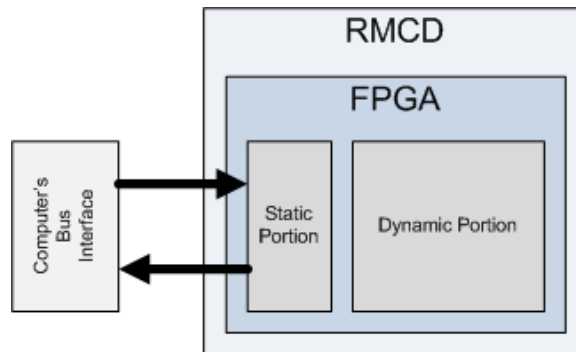 RMCD
FPGA
Computer's
Bus
Interface
Static
Portion
Dynamic Portion